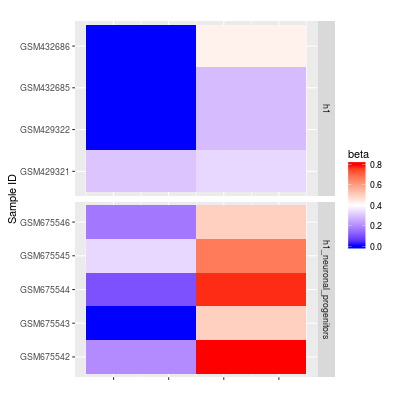 GSM432686
GSM432685
GSM429322
GSM429321
h1
GSM675546
GSM675545
GSM675544
GSM675543
GSM675542
h1_neuronal_progenitors
Sample ID
beta
0.8
0.6
0.4
0.2
0.0